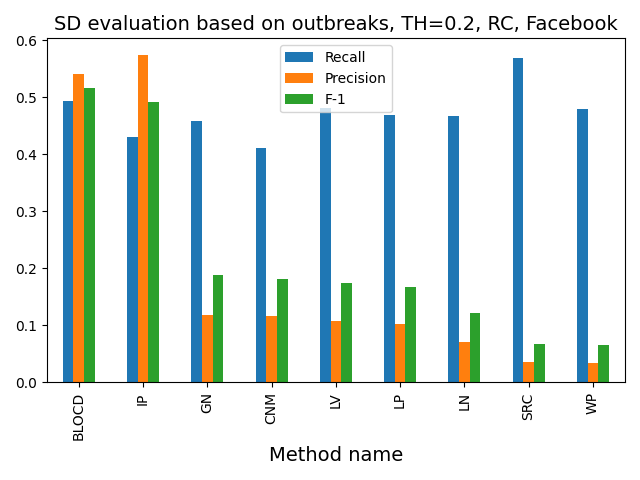 SD evaluation based on outbreaks, TH=0.2, RC, Facebook
Recall
Precision
F-1
0.6
0.5
0.4
0.3
0.2
0.1
0.0
BLOCD
IP
GN
CNM
LV
LP
LN
SRC
WP
Method name